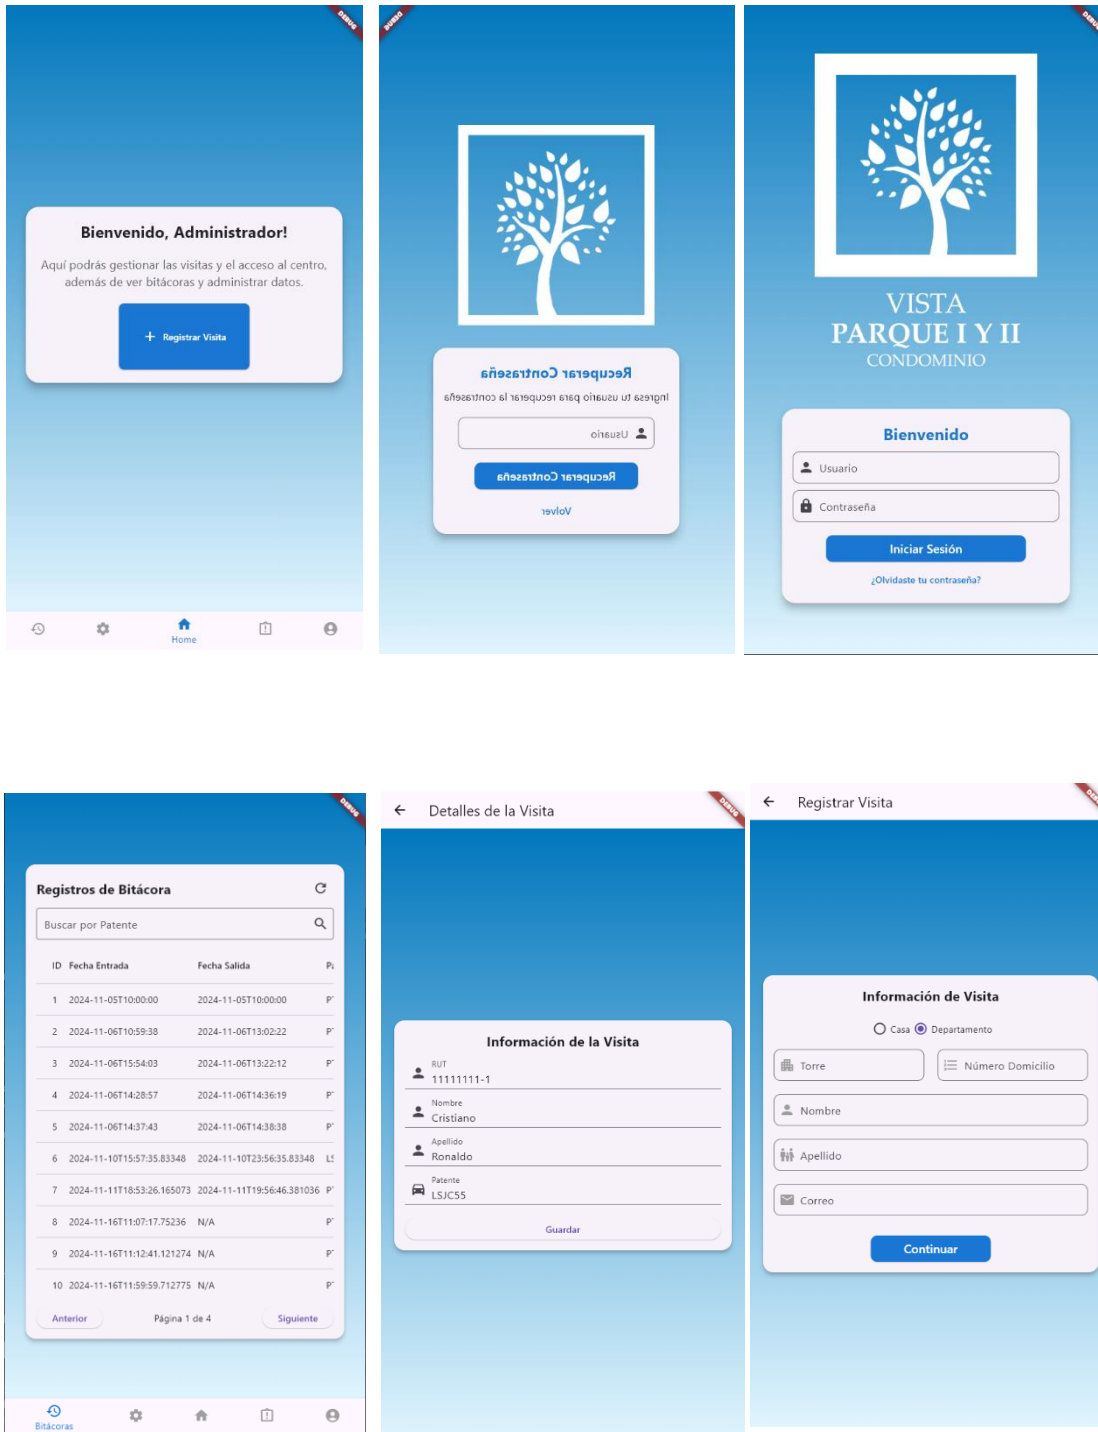 DEBUG
Bienvenido, Administrador!
Aquí podrás gestionar las visitas y el acceso al centro,
además de ver bitácoras y administrar datos.
+ Registrar Visita
Home
DEBUG
Recuperar Contraseña
Ingresa tu usuario para recuperar la contraseña
Usuario
Recuperar Contraseña
Volver
DEBUG
VISTA
PARQUE I Y II
CONDOMINIO
Bienvenido
Usuario
Contraseña
Iniciar Sesión
¿Olvidaste tu contraseña?
DEBUG
Registros de Bitácora
Buscar por Patente
ID Fecha Entrada Fecha Salida
1 2024-11-05T10:00:00 2024-11-05T10:00:00
2 2024-11-06T10:59:38 2024-11-06T13:02:22
3 2024-11-06T15:54:03 2024-11-06T13:22:12
4 2024-11-06T14:28:57 2024-11-06T14:36:19
5 2024-11-06T14:37:43 2024-11-06T14:38:38
6 2024-11-10T15:57:35.83348 2024-11-10T23:56:35.83348
7 2024-11-11T18:53:26.165073 2024-11-11T19:56:46.381036
8 2024-11-16T11:07:17.75236 N/A
9 2024-11-16T11:12:41.121274 N/A
10 2024-11-16T11:59:59.712775 N/A
Anterior Página 1 de 4 Siguiente
Bitácoras
Detalles de la Visita
DEBUG
Información de la Visita
RUT
11111111-1
Nombre
Cristiano
Apellido
Ronaldo
Patente
LSJC55
Guardar
Registrar Visita
Información de Visita
Casa Departamento
Torre Número Domicilio
Nombre
Apellido
Correo
Continuar